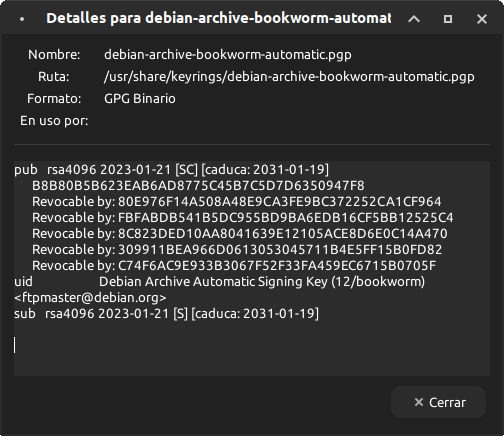 Detalles para debian-archive-bookworm-automat
Nombre: debian-archive-bookworm-automatic.pgp
Ruta: /usr/share/keyrings/debian-archive-bookworm-automatic.pgp
Formato: GPG Binario
En uso por:
pub rsa4096 2023-01-21 [SC] [caduca: 2031-01-19]
B8B80B5B623EAB6AD8775C45B7C5D7D6350947F8
Revocable by: 80E976F14A508A48E9CA3FE9BC372252CA1CF964
Revocable by: FBFABDB541B5DC955BD9BA6EDB16CF5BB12525C4
Revocable by: 8C823DED10AA8041639E12105ACE8D6E0C14A470
Revocable by: 309911BEA966D0613053045711B4E5FF15B0FD82
Revocable by: C74F6AC9E933B3067F52F33FA459EC6715B0705F
uid Debian Archive Automatic Signing Key (12/bookworm)
<ftpmaster@debian.org>
sub rsa4096 2023-01-21 [S] [caduca: 2031-01-19]
Cerrar